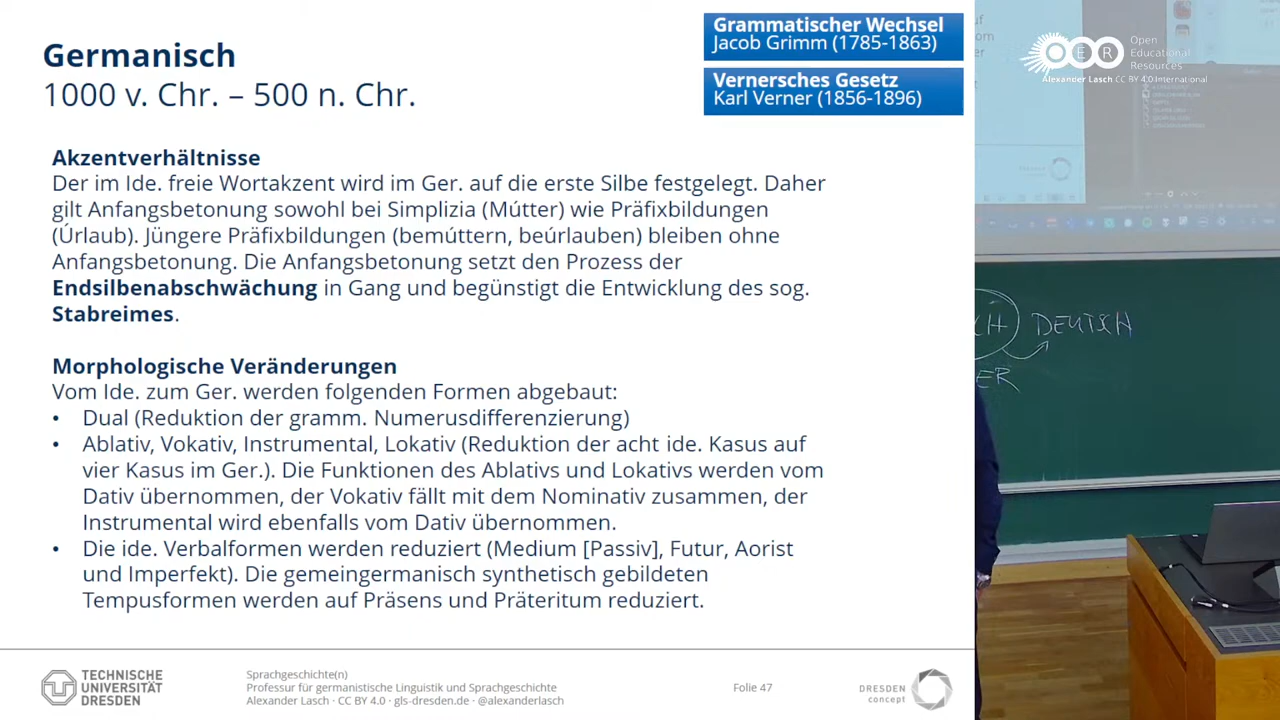 Germanisch
1000 v. Chr. – 500 n. Chr.
Grammatischer Wechsel
Jacob Grimm (1785-1863)
Vernersches Gesetz
Karl Verner (1856-1896)
Akzentverhältnisse
Der im Ide. freie Wortakzent wird im Ger. auf die erste Silbe festgelegt. Daher
gilt Anfangsbetonung sowohl bei Simplizia (Mútter) wie Präfixbildungen
(Úrlaub). Jüngere Präfixbildungen (bemúttern, beúrlauben) bleiben ohne
Anfangsbetonung. Die Anfangsbetonung setzt den Prozess der
Endsilbenabschwächung in Gang und begünstigt die Entwicklung des sog.
Stabreimes.
Morphologische Veränderungen
Vom Ide. zum Ger. werden folgenden Formen abgebaut:
• Dual (Reduktion der gramm. Numerusdifferenzierung)
• Ablativ, Vokativ, Instrumental, Lokativ (Reduktion der acht ide. Kasus auf
vier Kasus im Ger.). Die Funktionen des Ablativs und Lokativs werden vom
Dativ übernommen, der Vokativ fällt mit dem Nominativ zusammen, der
Instrumental wird ebenfalls vom Dativ übernommen.
• Die ide. Verbalformen werden reduziert (Medium [Passiv], Futur, Aorist
und Imperfekt). Die gemeingermanisch synthetisch gebildeten
Tempusformen werden auf Präsens und Präteritum reduziert.
TECHNISCHE
UNIVERSITÄT
DRESDEN
Sprachgeschichte(n)
Professur für germanistische Linguistik und Sprachgeschichte
Alexander Lasch · CC BY 4.0 · gls-dresden.de · @alexanderlasch
Folie 47
DRESDEN
concept
OER
Open
Educational
Resources
Alexander Lasch CC BY 4.0 International
CH DEUTSCH
ER